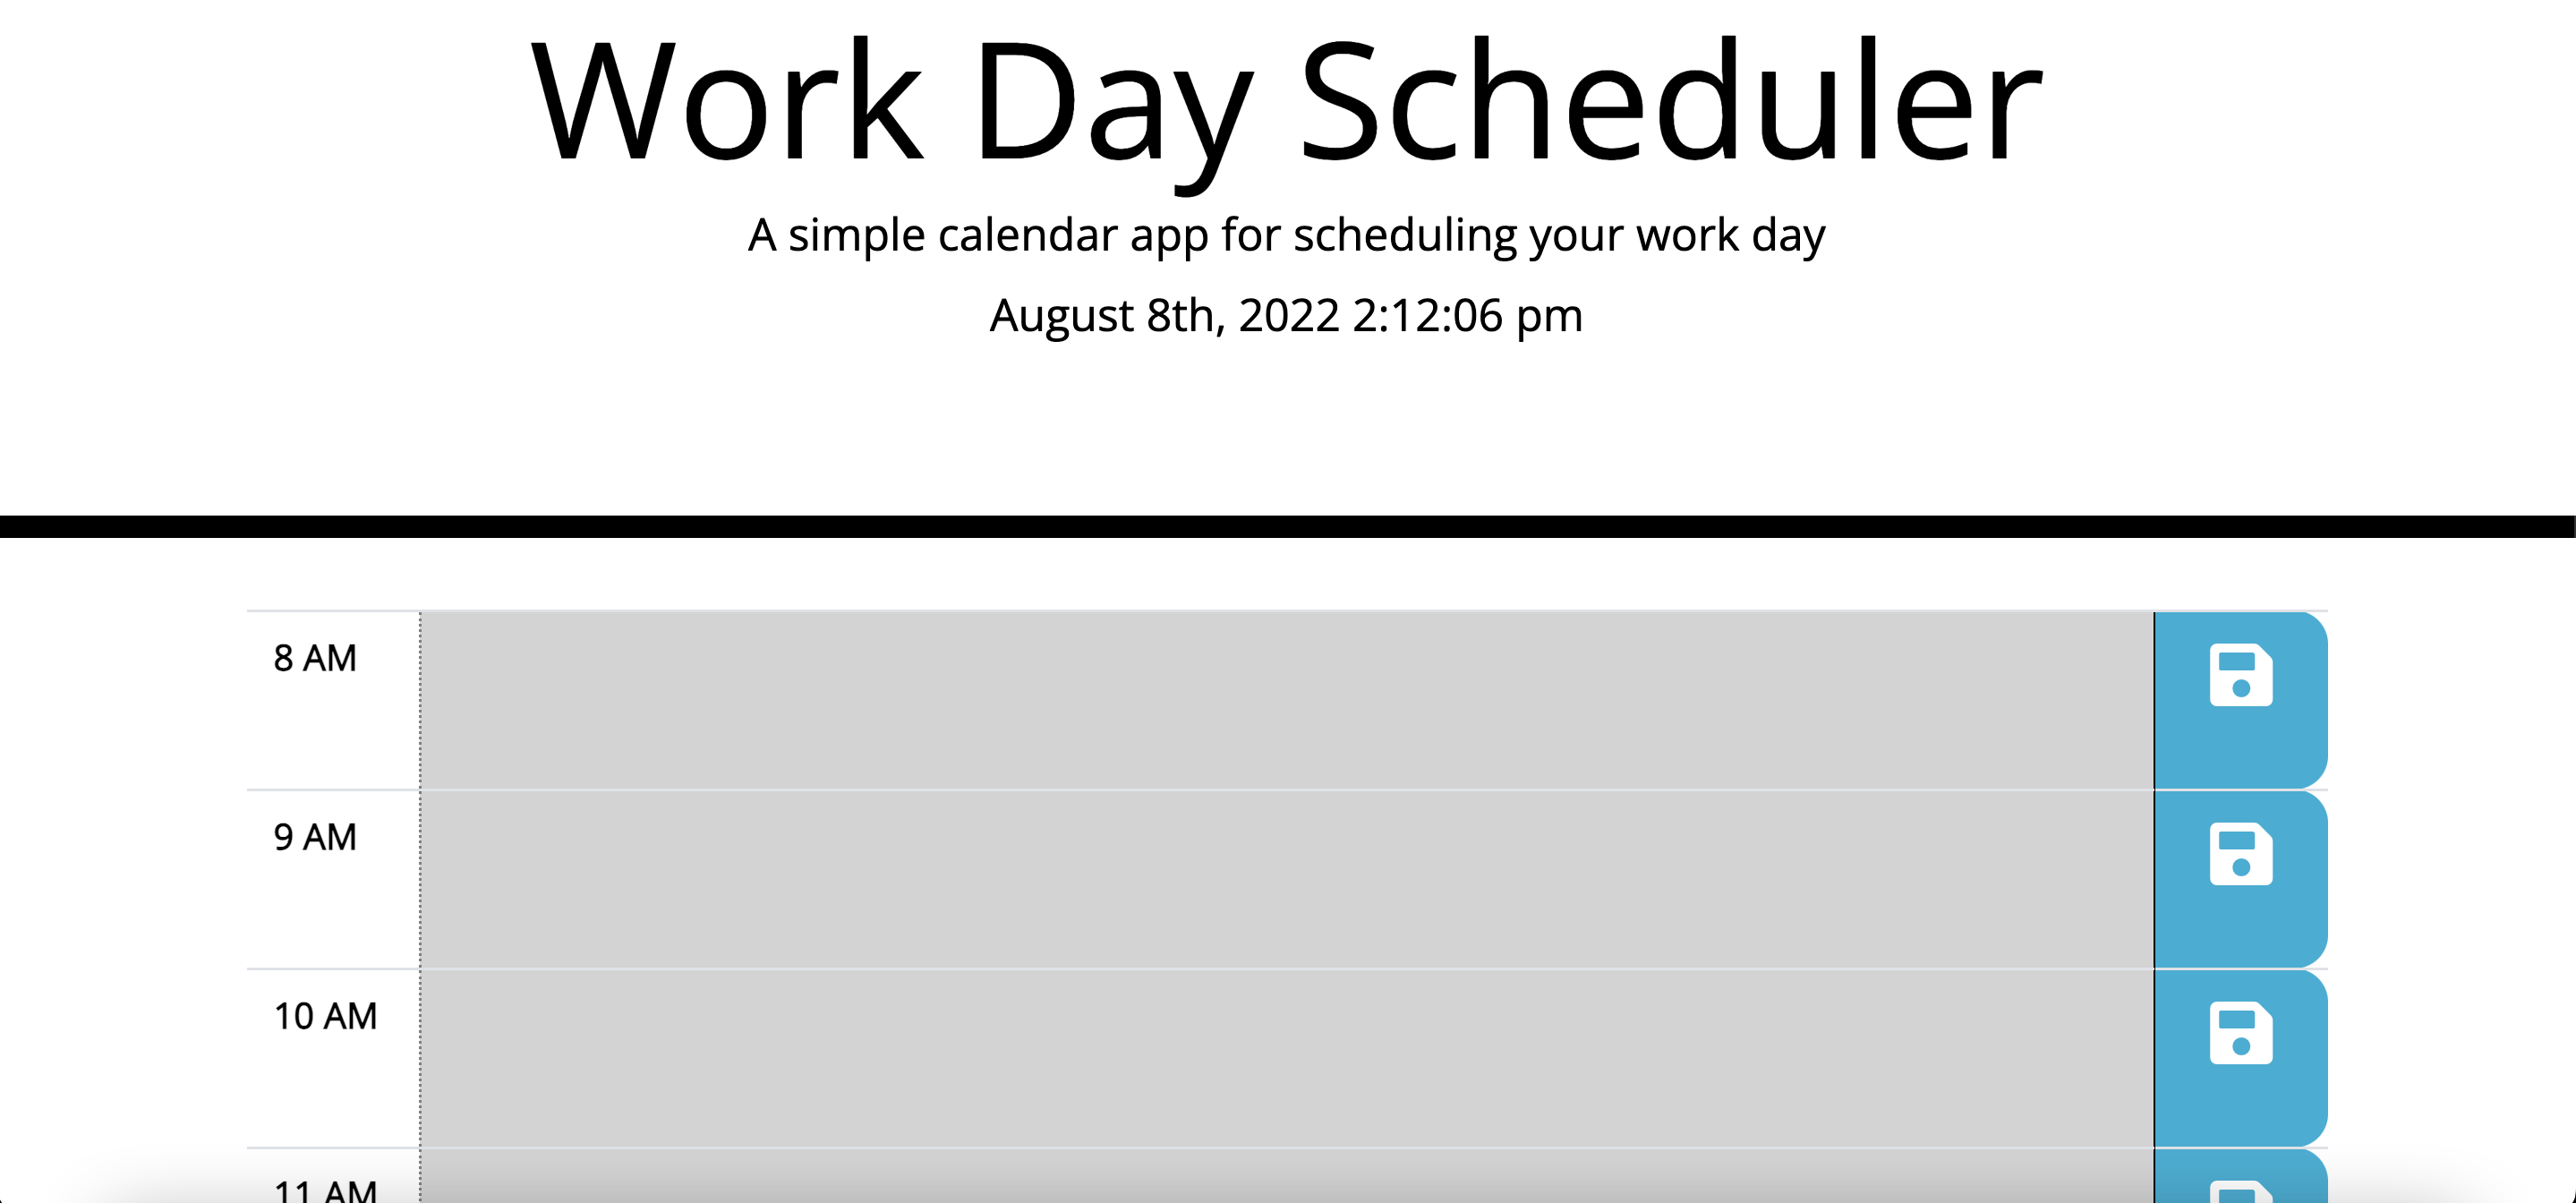 Work Day Scheduler
A simple calendar app for scheduling your work day
August 8th, 2022 2:12:06 pm
8 AM
9 AM
10 AM
11 AM